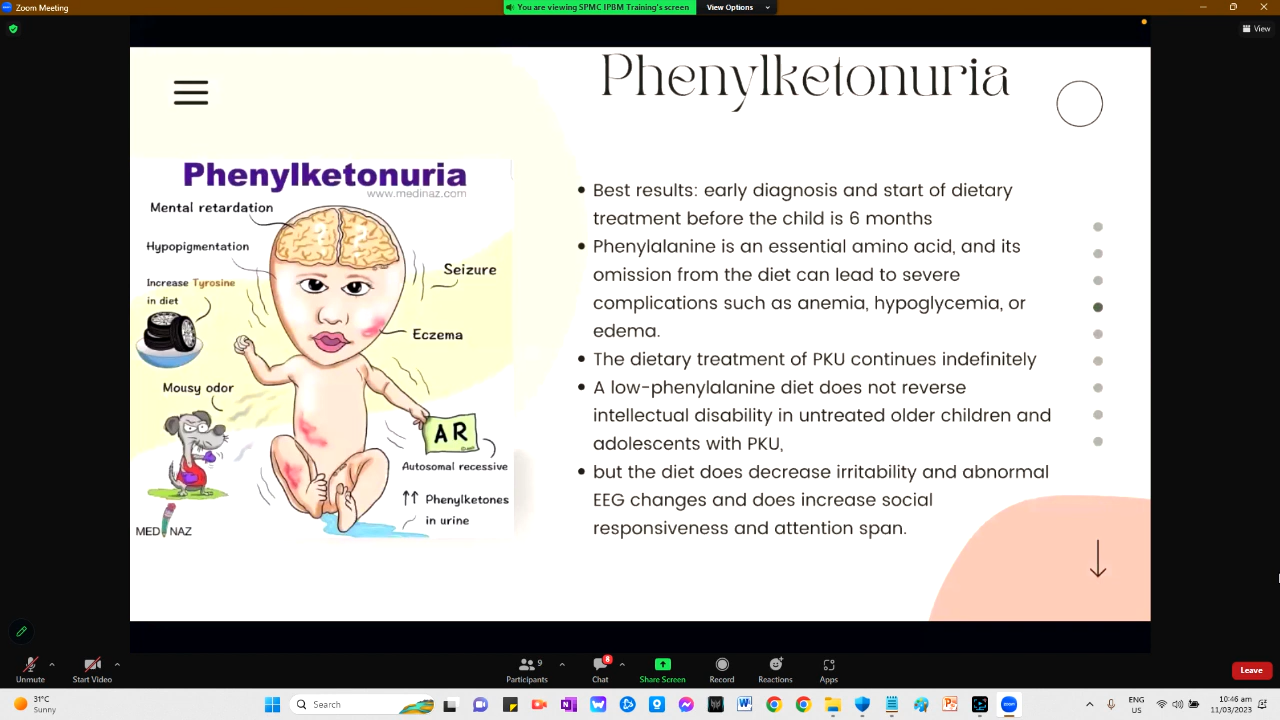 Zoom Meeting
You are viewing SPMC IPBM Training's screen
View Options
View
Phenylketonuria
Phenylketonuria
www.medinaz.com
Mental retardation
Hypopigmentation
Increase Tyrosine
in diet
Seizure
Eczema
Mousy odor
AR
Autosomal recessive
↑↑ Phenylketones
in urine
MED NAZ
• Best results: early diagnosis and start of dietary
treatment before the child is 6 months
• Phenylalanine is an essential amino acid, and its
omission from the diet can lead to severe
complications such as anemia, hypoglycemia, or
edema.
• The dietary treatment of PKU continues indefinitely
• A low-phenylalanine diet does not reverse
intellectual disability in untreated older children and
adolescents with PKU,
• but the diet does decrease irritability and abnormal
EEG changes and does increase social
responsiveness and attention span.
Unmute
Start Video
Participants
9
Chat
8
Share Screen
Record
Reactions
Apps
Leave
33°C
Sunny
Search
10:46 am
11/03/2023